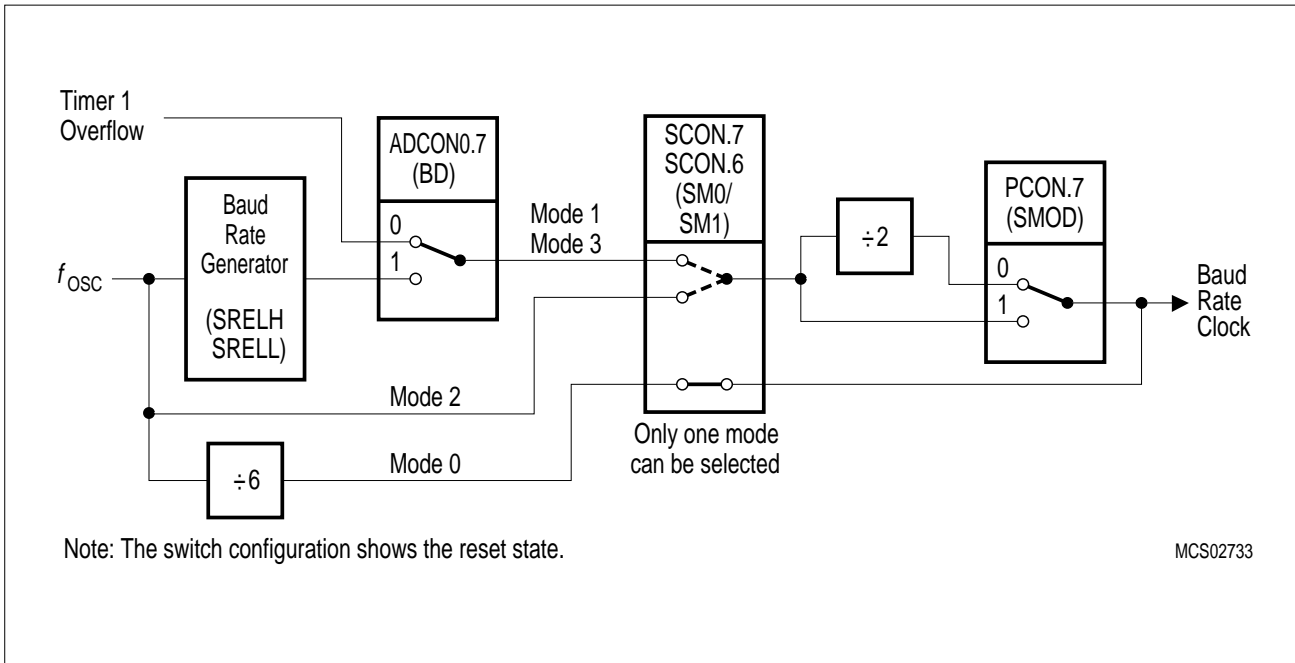 Timer 1
Overflow
ADCON0.7
(BD)
0
1
Baud
Rate
Generator
(SRELH
SRELL)
fOSC
Mode 1
Mode 3
Mode 2
Mode 0
÷6
SCON.7
SCON.6
(SM0/
SM1)
Only one mode
can be selected
÷2
PCON.7
(SMOD)
0
1
Baud
Rate
Clock
Note: The switch configuration shows the reset state.
MCS02733